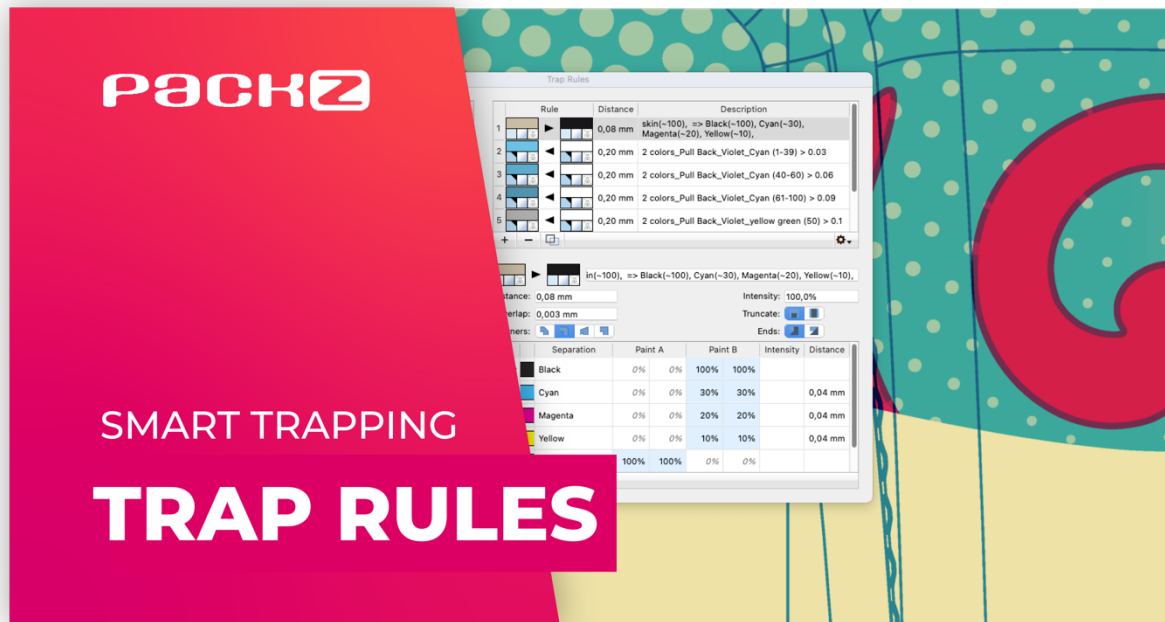 PACKZ
SMART TRAPPING
TRAP RULES
Trap Rules
Rule Distance Description
1 0,08 mm skin(~100), => Black(~100), Cyan(~30),
Magenta(~20), Yellow(~10),
2 0,20 mm 2 colors_Pull Back_Violet_Cyan (1-39) > 0.03
3 0,20 mm 2 colors_Pull Back_Violet_Cyan (40-60) > 0.06
4 0,20 mm 2 colors_Pull Back_Violet_Cyan (61-100) > 0.09
5 0,20 mm 2 colors_Pull Back_Violet_yellow green (50) > 0.1
in(~100), => Black(~100), Cyan(~30), Magenta(~20), Yellow(~10),
stance: 0,08 mm Intensity: 100,0%
verlap: 0,003 mm Truncate:
ners: Ends:
Separation Paint A Paint B Intensity Distance
Black 0% 0% 100% 100%
Cyan 0% 0% 30% 30% 0,04 mm
Magenta 0% 0% 20% 20% 0,04 mm
Yellow 0% 0% 10% 10% 0,04 mm
100% 100% 0% 0%